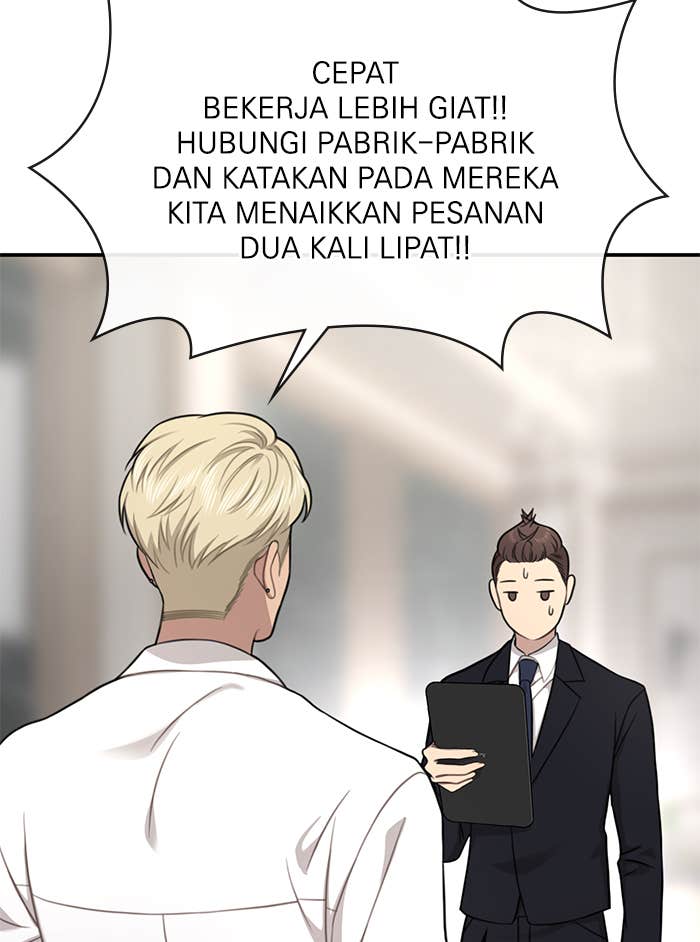 CEPAT
BEKERJA LEBIH GIAT!!
HUBUNGI PABRIK-PABRIK
DAN KATAKAN PADA MEREKA
KITA MENAIKKAN PESANAN
DUA KALI LIPAT!!